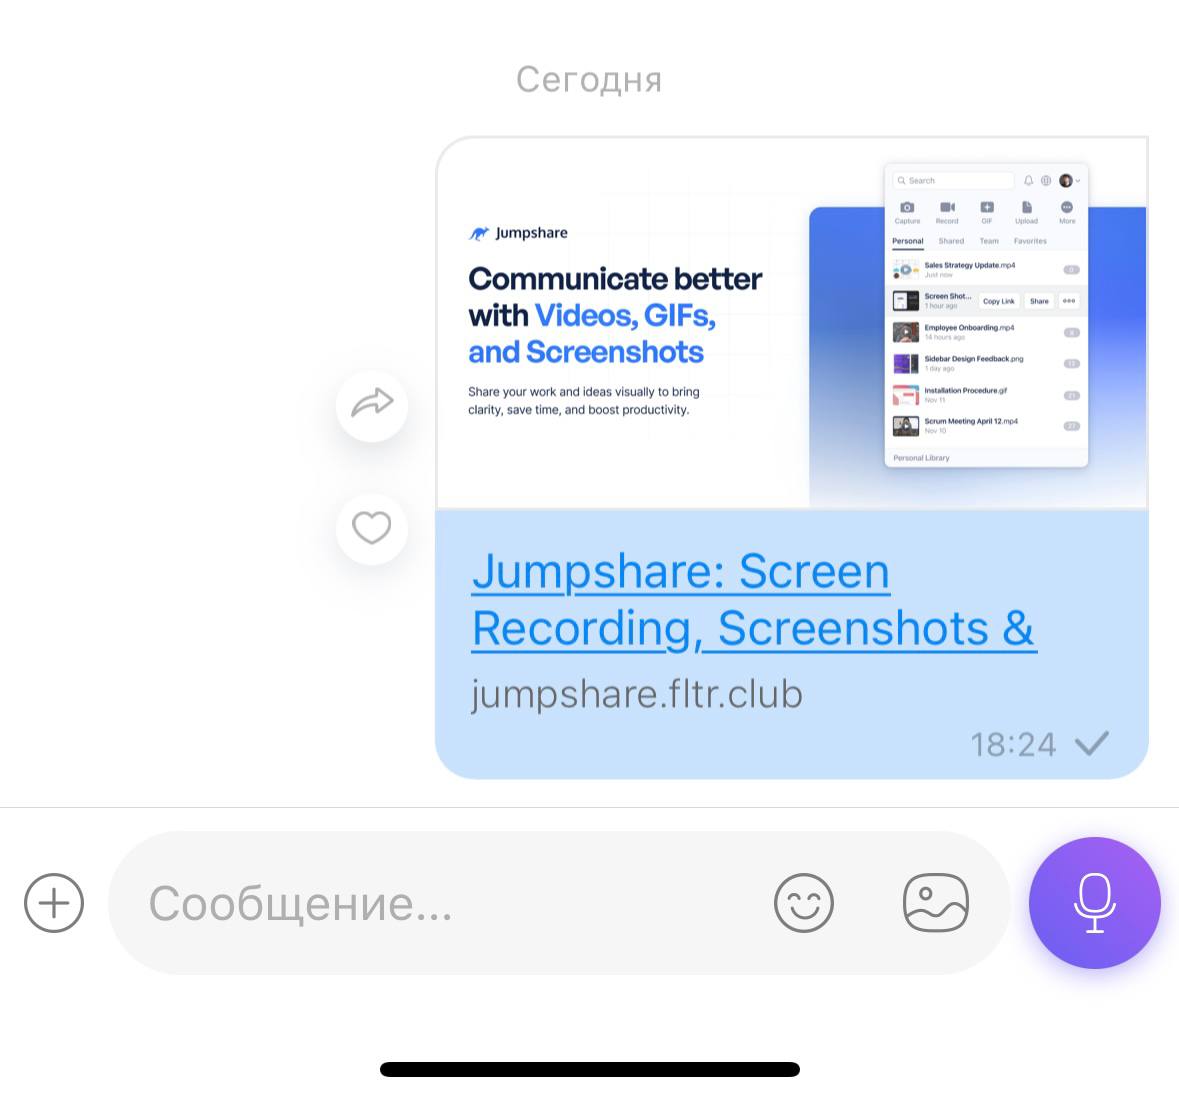 Сегодня
Jumpshare
Communicate better
with Videos, GIFs,
and Screenshots
Share your work and ideas visually to bring
clarity, save time, and boost productivity.
Search
Capture Record GIF Upload More
Personal Shared Team Favorites
Sales Strategy Update.mp4
Just now
0
Screen Shot...
1 hour ago
Copy Link Share
Employee Onboarding.mp4
14 hours ago
Sidebar Design Feedback.png
1 day ago
Installation Procedure.gif
Nov 11
21
Scrum Meeting April 12.mp4
Nov 10
27
Personal Library
Jumpshare: Screen
Recording, Screenshots &
jumpshare.fltr.club
18:24
Сообщение...